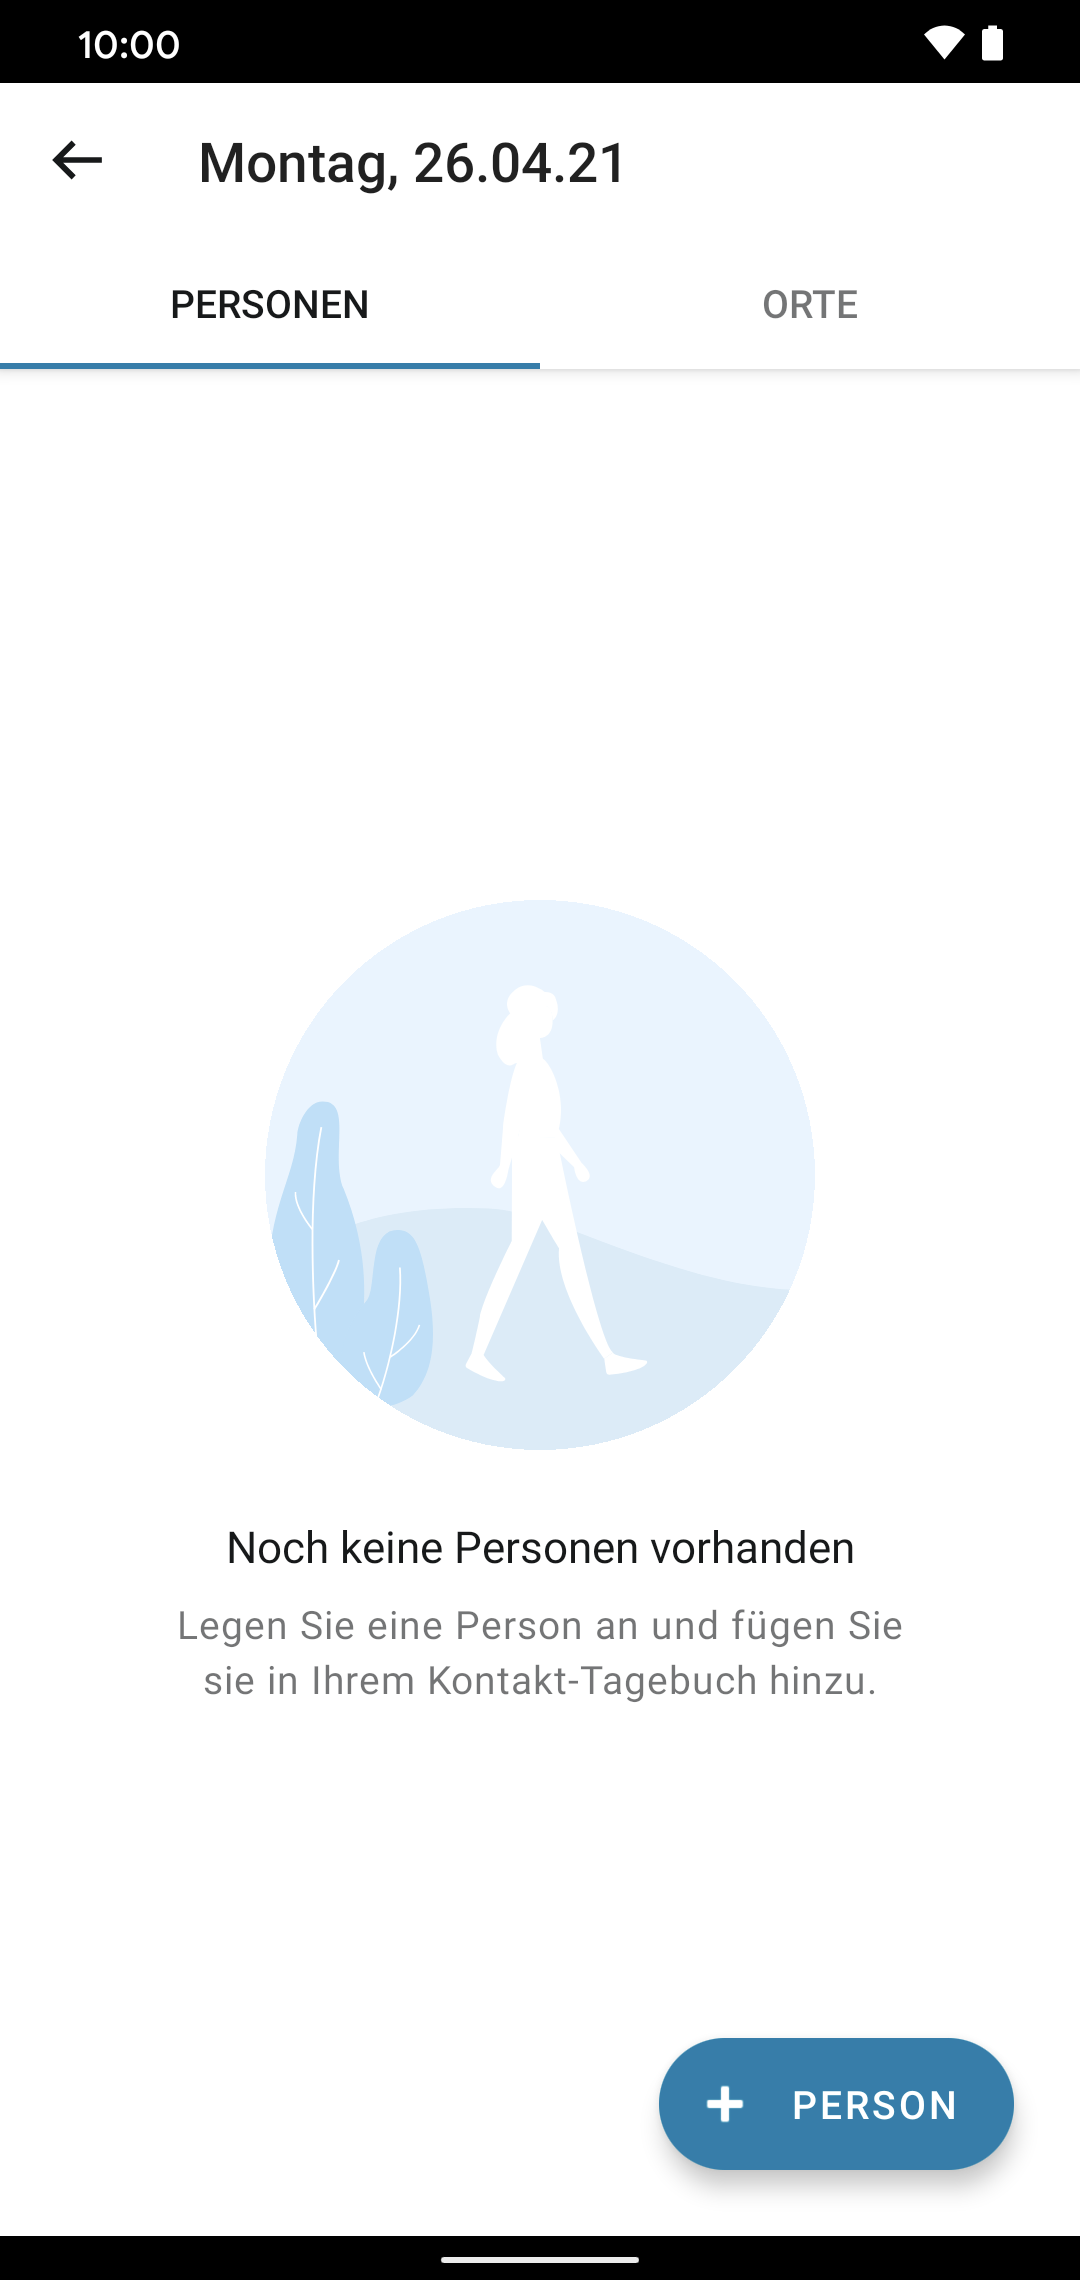 10:00
Montag, 26.04.21
PERSONEN
ORTE
Noch keine Personen vorhanden
Legen Sie eine Person an und fügen Sie
sie in Ihrem Kontakt-Tagebuch hinzu.
PERSON